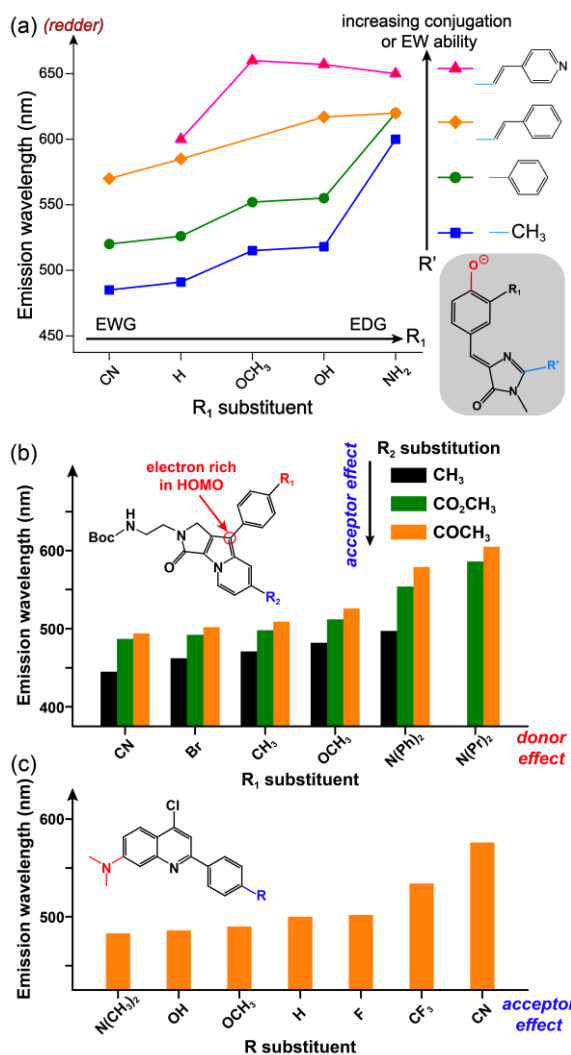 (a)
(redder)
Emission wavelength (nm)
650
600
550
500
450
EWG
EDG
R₁
CN
H
OCH₃
OH
NH₂
R₁ substituent
increasing conjugation
or EW ability
N
CH₃
R'
O⊖
R₁
N
R'
N
O
(b)
Emission wavelength (nm)
600
500
400
electron rich
in HOMO
R₁
Boc
H
N
N
O
N
R₂
acceptor effect
R₂ substitution
CH₃
CO₂CH₃
COCH₃
CN
Br
CH₃
OCH₃
N(Ph)₂
N(Pr)₂
R₁ substituent
donor
effect
(c)
Emission wavelength (nm)
600
500
Cl
N
N
R
N(CH₃)₂
OH
OCH₃
H
F
CF₃
CN
R substituent
acceptor
effect